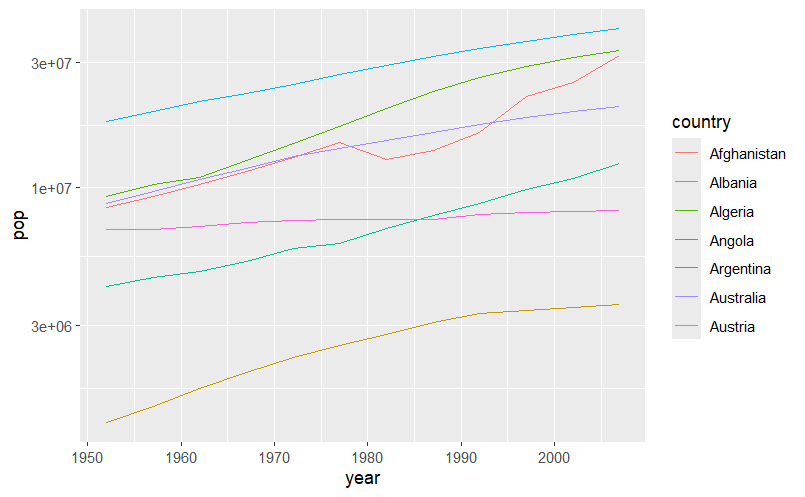 3e+07
1e+07
3e+06
pop
1950 1960 1970 1980 1990 2000
year
country
Afghanistan
Albania
Algeria
Angola
Argentina
Australia
Austria